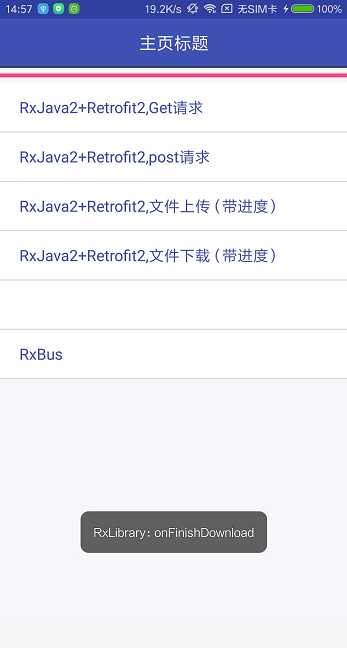 14:57 19.2K/s 无SIM卡 100%
主页标题
RxJava2+Retrofit2,Get请求
RxJava2+Retrofit2,post请求
RxJava2+Retrofit2,文件上传（带进度）
RxJava2+Retrofit2,文件下载（带进度）
RxBus
RxLibrary：onFinishDownload